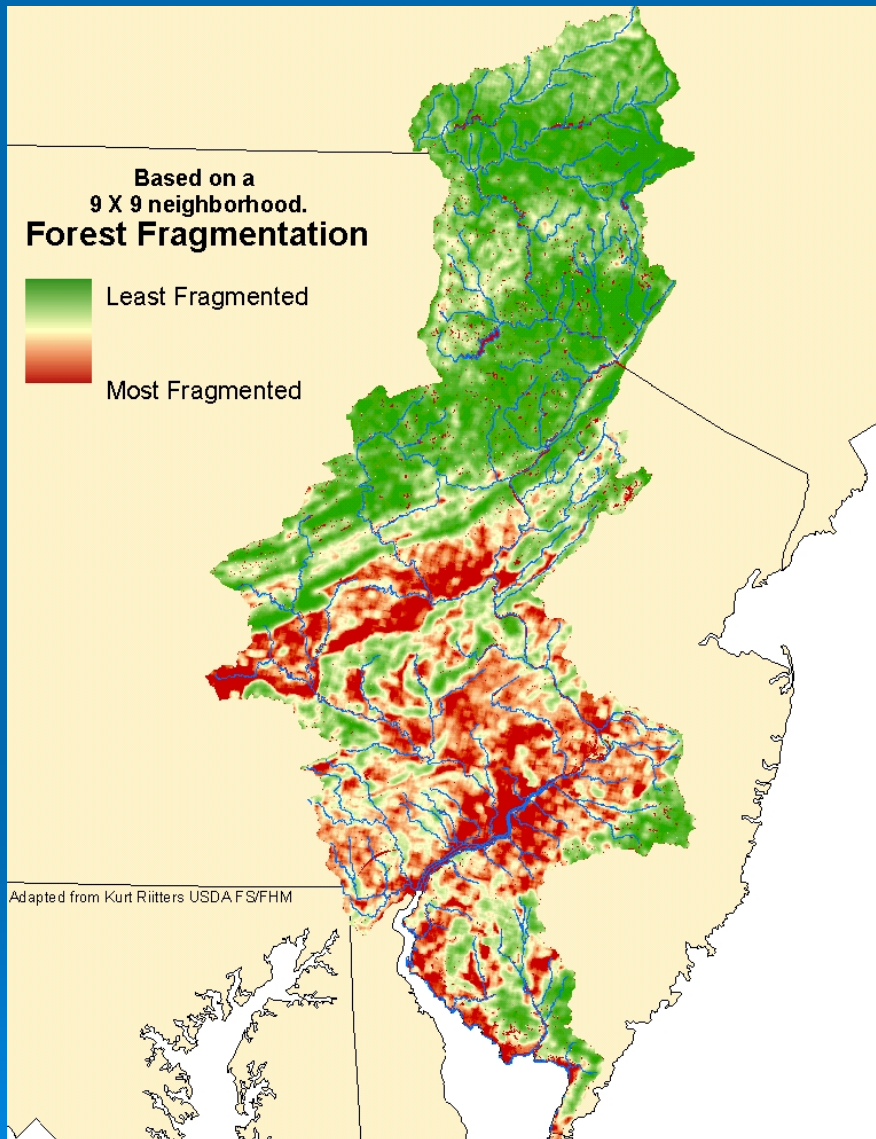 Based on a
9 X 9 neighborhood.
Forest Fragmentation
Least Fragmented
Most Fragmented
Adapted from Kurt Riitters USDA FS/FHM